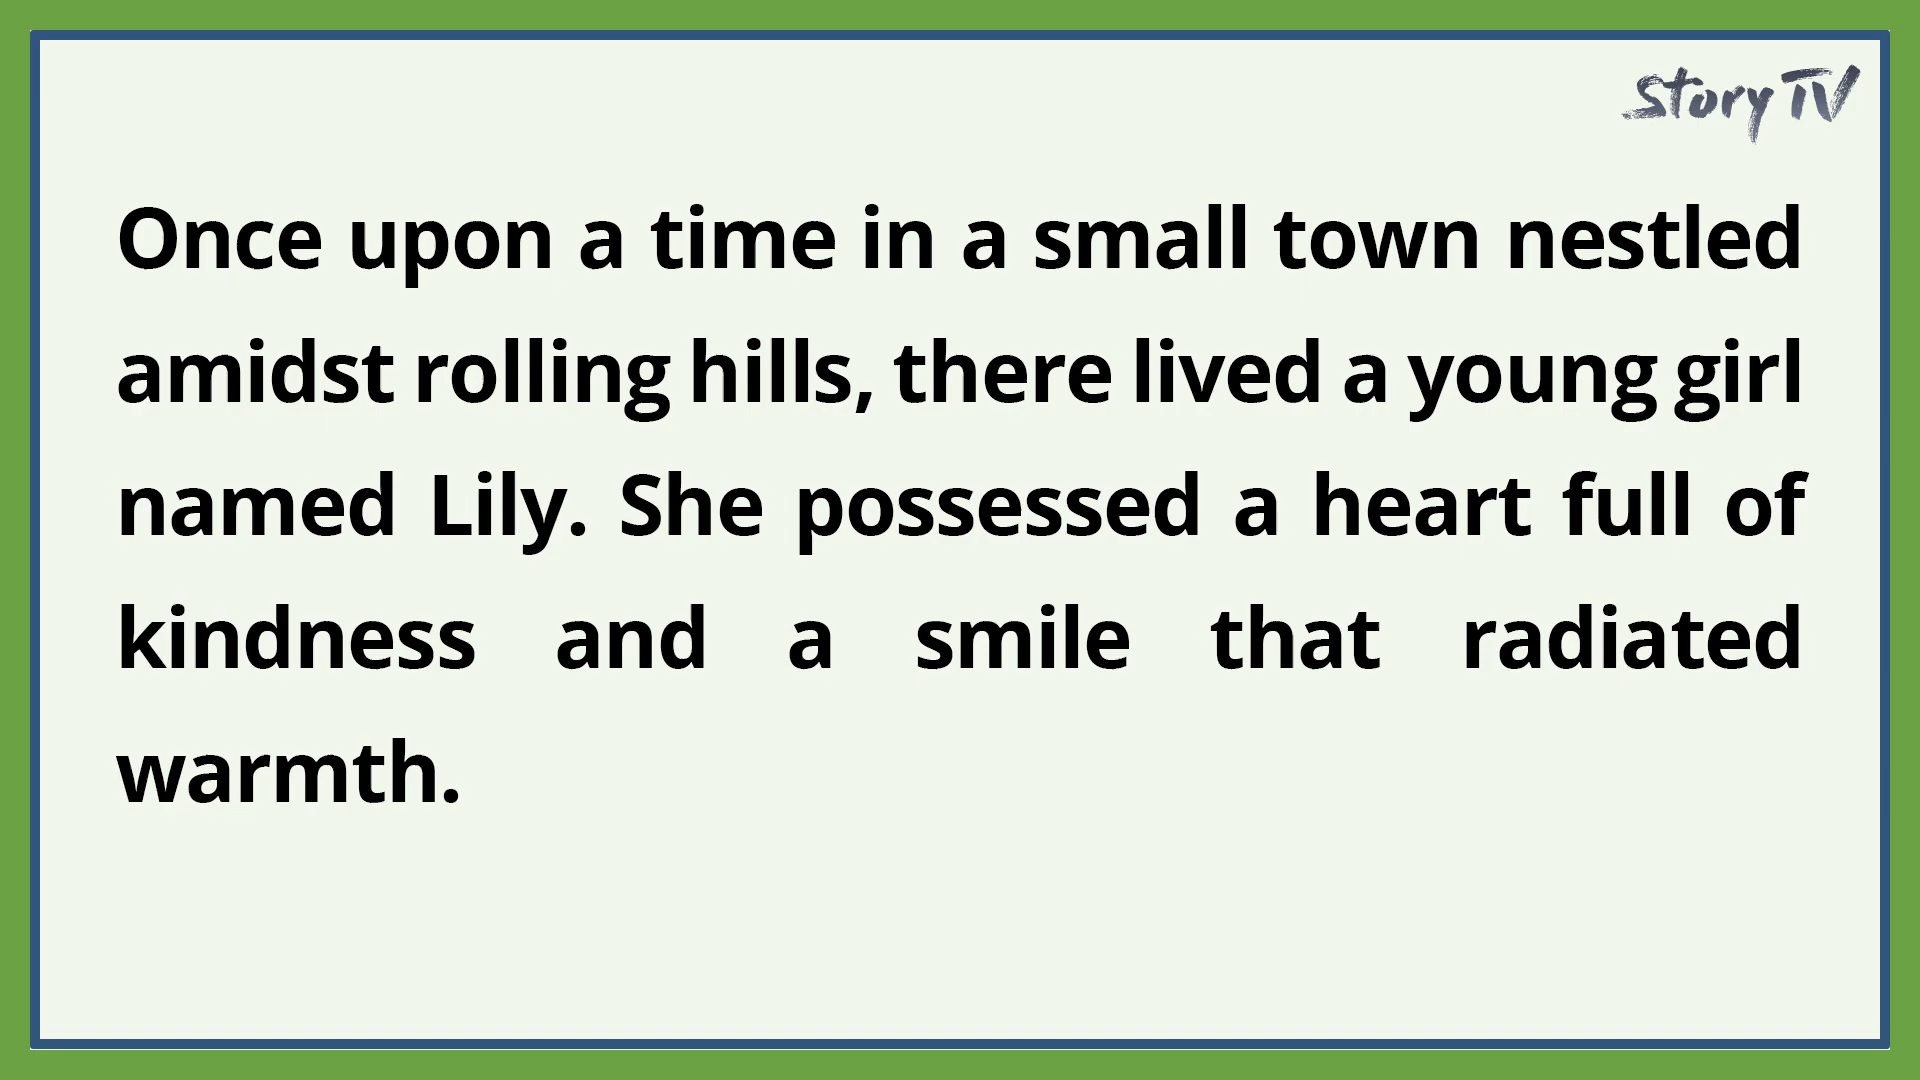 Story TV
Once upon a time in a small town nestled
amidst rolling hills, there lived a young girl
named Lily. She possessed a heart full of
kindness and a smile that radiated
warmth.